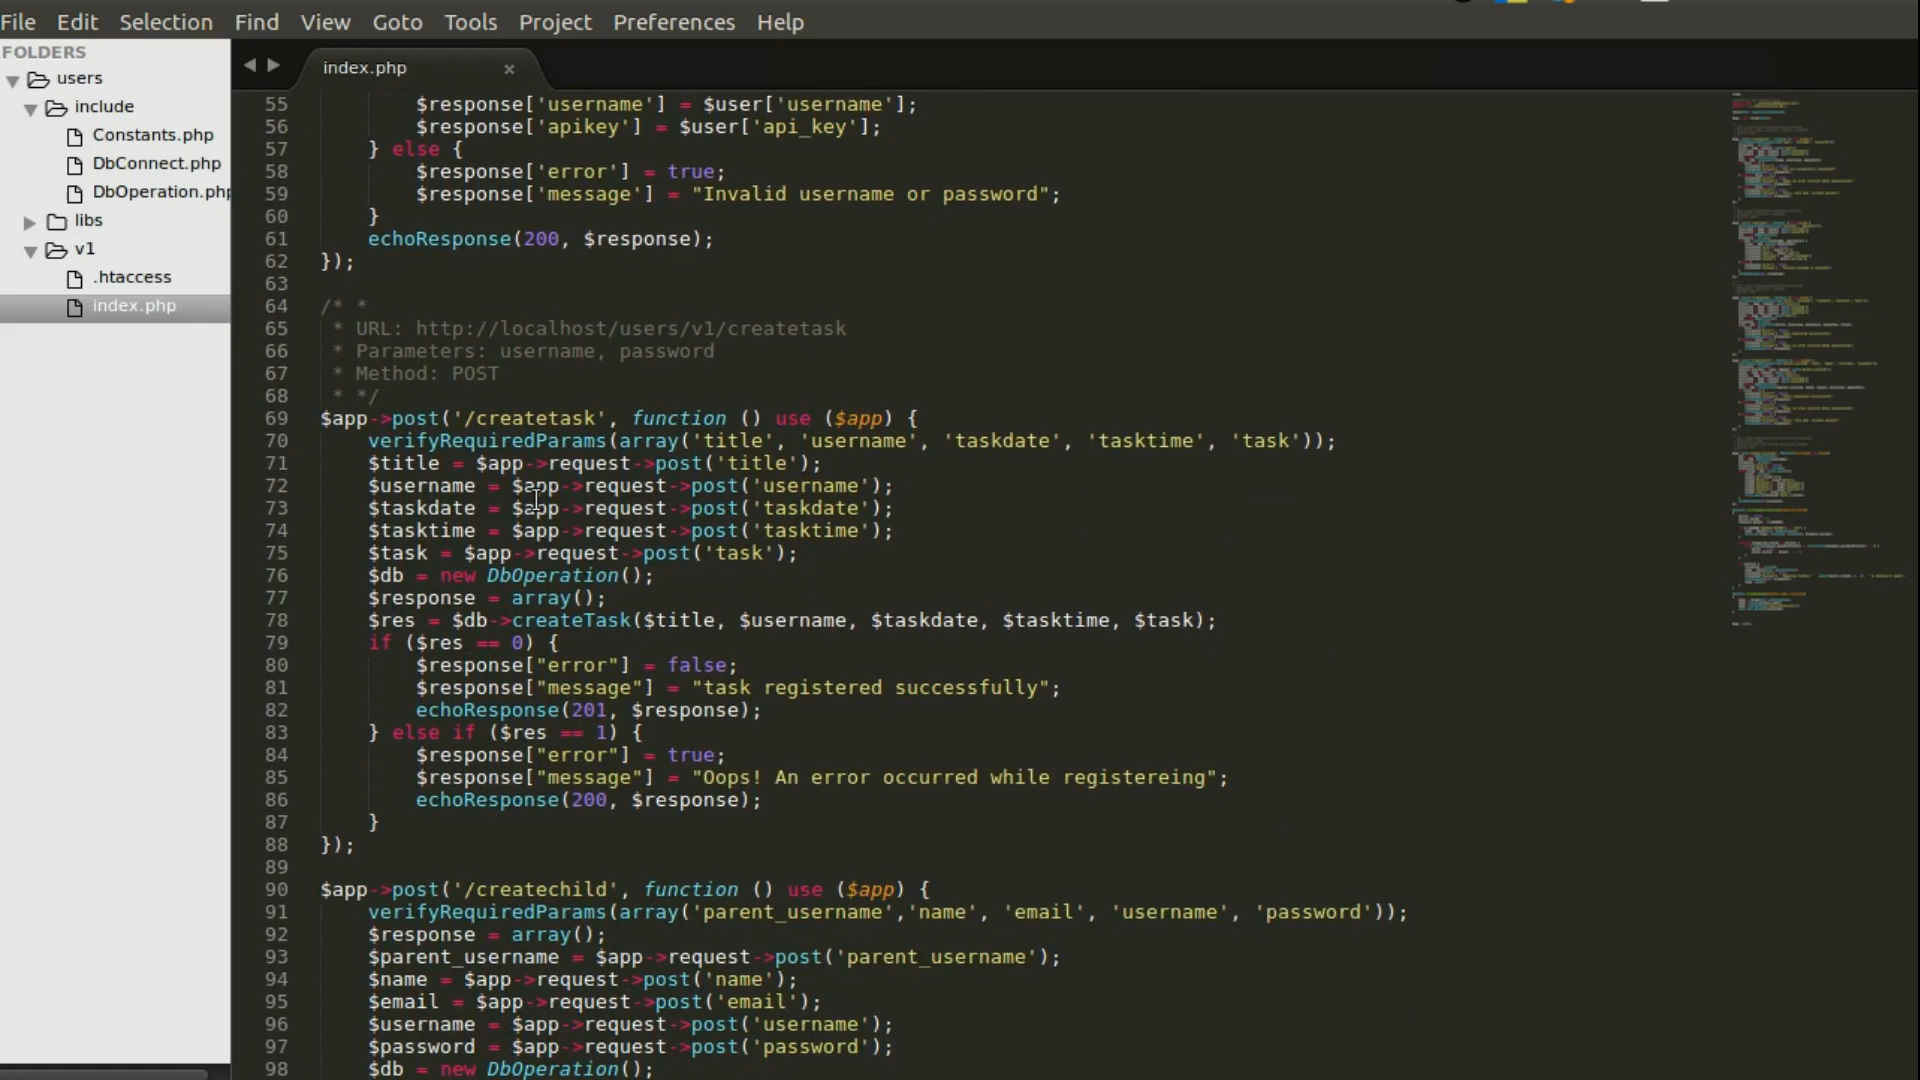 File Edit Selection Find View Goto Tools Project Preferences Help
FOLDERS
users
include
Constants.php
DbConnect.php
DbOperation.php
libs
v1
.htaccess
index.php
index.php
55 $response['username'] = $user['username'];
56 $response['apikey'] = $user['api_key'];
57 } else {
58 $response['error'] = true;
59 $response['message'] = "Invalid username or password";
60 }
61 echoResponse(200, $response);
62 });
63
64 /* *
65 * URL: http://localhost/users/v1/createtask
66 * Parameters: username, password
67 * Method: POST
68 * */
69 $app->post('/createtask', function () use ($app) {
70 verifyRequiredParams(array('title', 'username', 'taskdate', 'tasktime', 'task'));
71 $title = $app->request->post('title');
72 $username = $app->request->post('username');
73 $taskdate = $app->request->post('taskdate');
74 $tasktime = $app->request->post('tasktime');
75 $task = $app->request->post('task');
76 $db = new DbOperation();
77 $response = array();
78 $res = $db->createTask($title, $username, $taskdate, $tasktime, $task);
79 if ($res == 0) {
80 $response["error"] = false;
81 $response["message"] = "task registered successfully";
82 echoResponse(201, $response);
83 } else if ($res == 1) {
84 $response["error"] = true;
85 $response["message"] = "Oops! An error occurred while registereing";
86 echoResponse(200, $response);
87 }
88 });
89
90 $app->post('/createchild', function () use ($app) {
91 verifyRequiredParams(array('parent_username','name', 'email', 'username', 'password'));
92 $response = array();
93 $parent_username = $app->request->post('parent_username');
94 $name = $app->request->post('name');
95 $email = $app->request->post('email');
96 $username = $app->request->post('username');
97 $password = $app->request->post('password');
98 $db = new DbOperation();